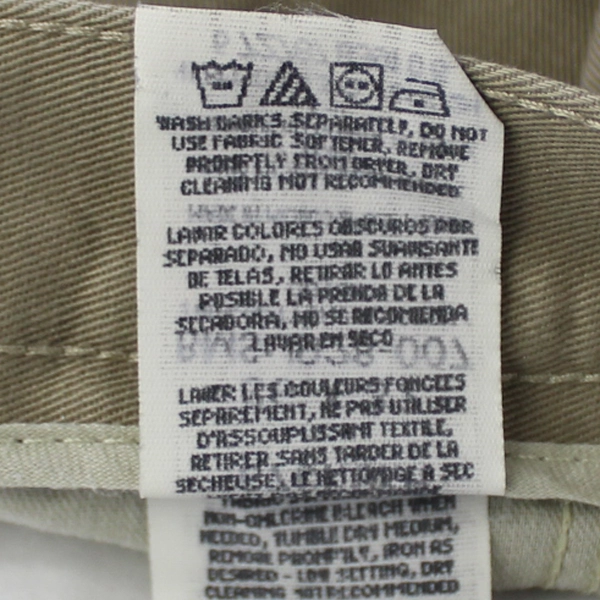 WASH DARKS SEPARATELY, DO NOT
USE FABRIC SOFTENER, REMOVE
PROMPTLY FROM DRYER, DRY
CLEANING NOT RECOMMENDED
LAVAR COLORES OBSCUROS POR
SEPARADO, NO USAR SUAVISANTE
DE TELAS, RETIRAR LO ANTES
POSIBLE LA PRENDA DE LA
SECADORA, NO SE RECOMIENDA
LAVAR EN SECO
LAVER LES COULEURS FONCEES
SEPAREMENT, NE PAS UTILISER
D'ASSOUPLISSANT TEXTILE,
RETIRER SANS TARDER DE LA
SECHEUSE, LE NETTOYAGE A SEC
NON-CHLORINE BLEACH WHEN
NEEDED, TUMBLE DRY MEDIUM,
REMOVE PROMPTLY, IRON AS
DESIRED - LOW SETTING, DRY
CLEANING NOT RECOMMENDED